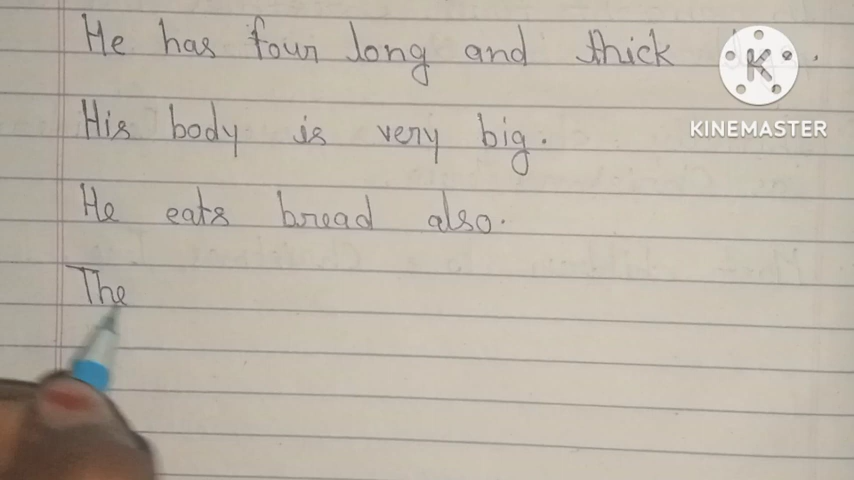 He has four long and thick
His body is very big.
He eats bread also.
The
KINEMASTER